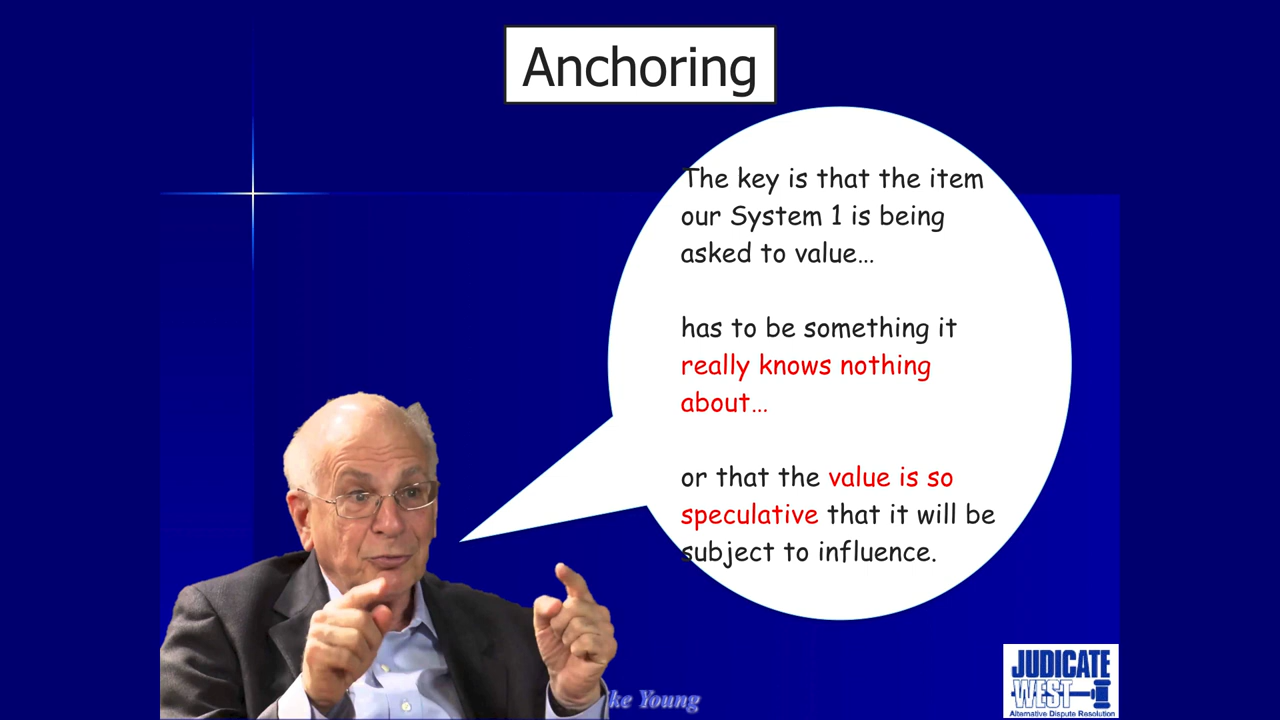 Anchoring
The key is that the item
our System 1 is being
asked to value…
has to be something it
really knows nothing
about…
or that the value is so
speculative that it will be
subject to influence.
ke Young
JUDICATE
WEST
Alternative Dispute Resolution